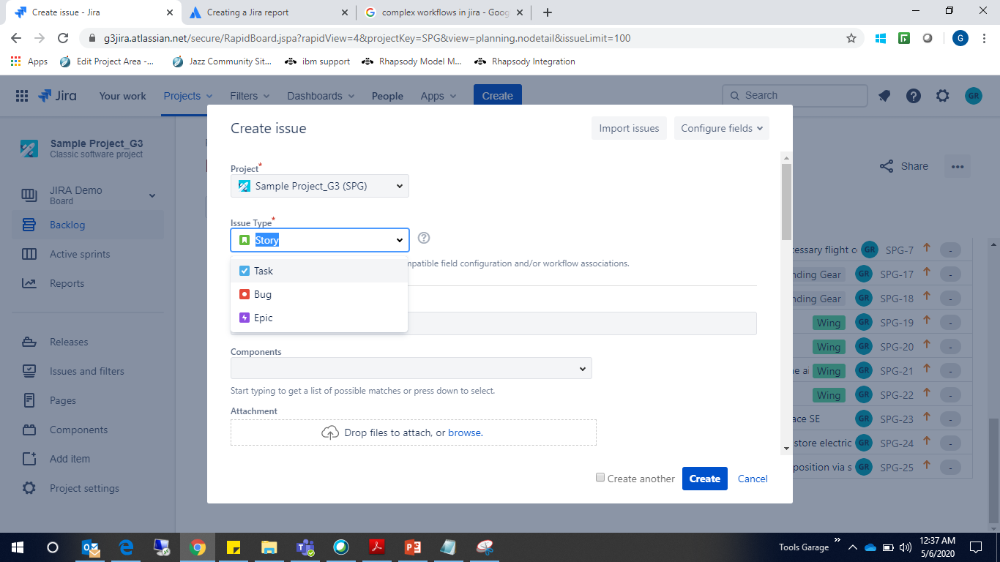 Create issue - Jira
Creating a Jira report
complex workflows in jira - Goog
g3jira.atlassian.net/secure/RapidBoard.jspa?rapidView=4&projectKey=SPG&view=planning.nodetail&issueLimit=100
G
Apps
Edit Project Area -...
Jazz Community Sit...
ibm support
Rhapsody Model M...
Rhapsody Integration
Jira
Your work
Projects
Filters
Dashboards
People
Apps
Create
Search
GR
Sample Project_G3
Classic software project
JIRA Demo
Board
Backlog
Active sprints
Reports
Releases
Issues and filters
Pages
Components
Add item
Project settings
Create issue
Import issues
Configure fields
Project*
Sample Project_G3 (SPG)
Issue Type*
Story
Task
Bug
Epic
mpatible field configuration and/or workflow associations.
Components
Start typing to get a list of possible matches or press down to select.
Attachment
Drop files to attach, or browse.
Create another
Create
Cancel
Share
cessary flight co GR SPG-7 -
nding Gear GR SPG-17 -
nding Gear GR SPG-18 -
Wing GR SPG-19 -
Wing GR SPG-20 -
ne ai Wing GR SPG-21 -
Wing GR SPG-22 -
ace SE GR SPG-23 -
store electric GR SPG-24 -
position via s GR SPG-25 -
Tools Garage
12:37 AM
5/6/2020